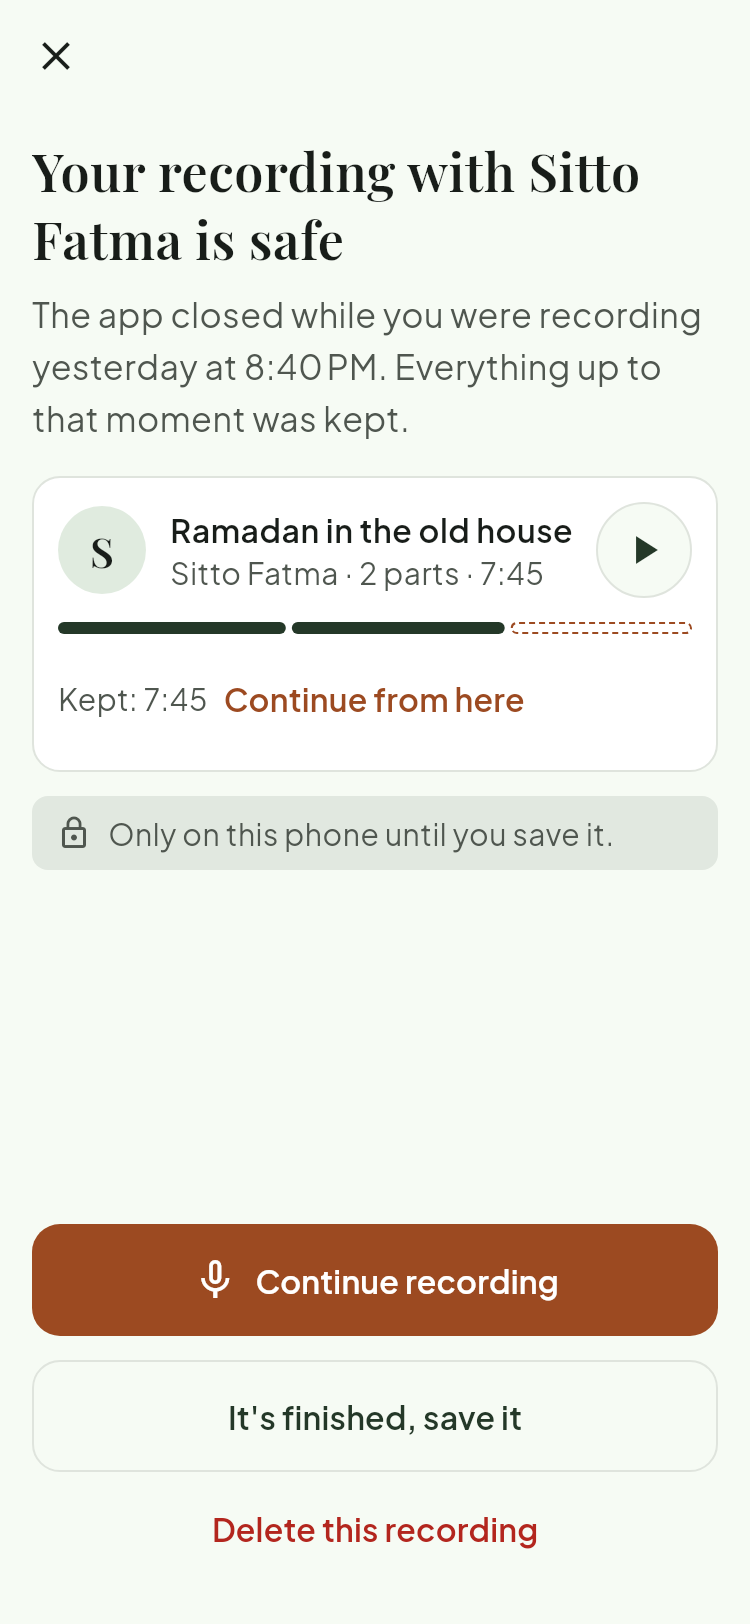 Your recording with Sitto
Fatma is safe
The app closed while you were recording
yesterday at 8:40 PM. Everything up to
that moment was kept.
S
Ramadan in the old house
Sitto Fatma · 2 parts · 7:45
Kept: 7:45 Continue from here
Only on this phone until you save it.
Continue recording
It's finished, save it
Delete this recording